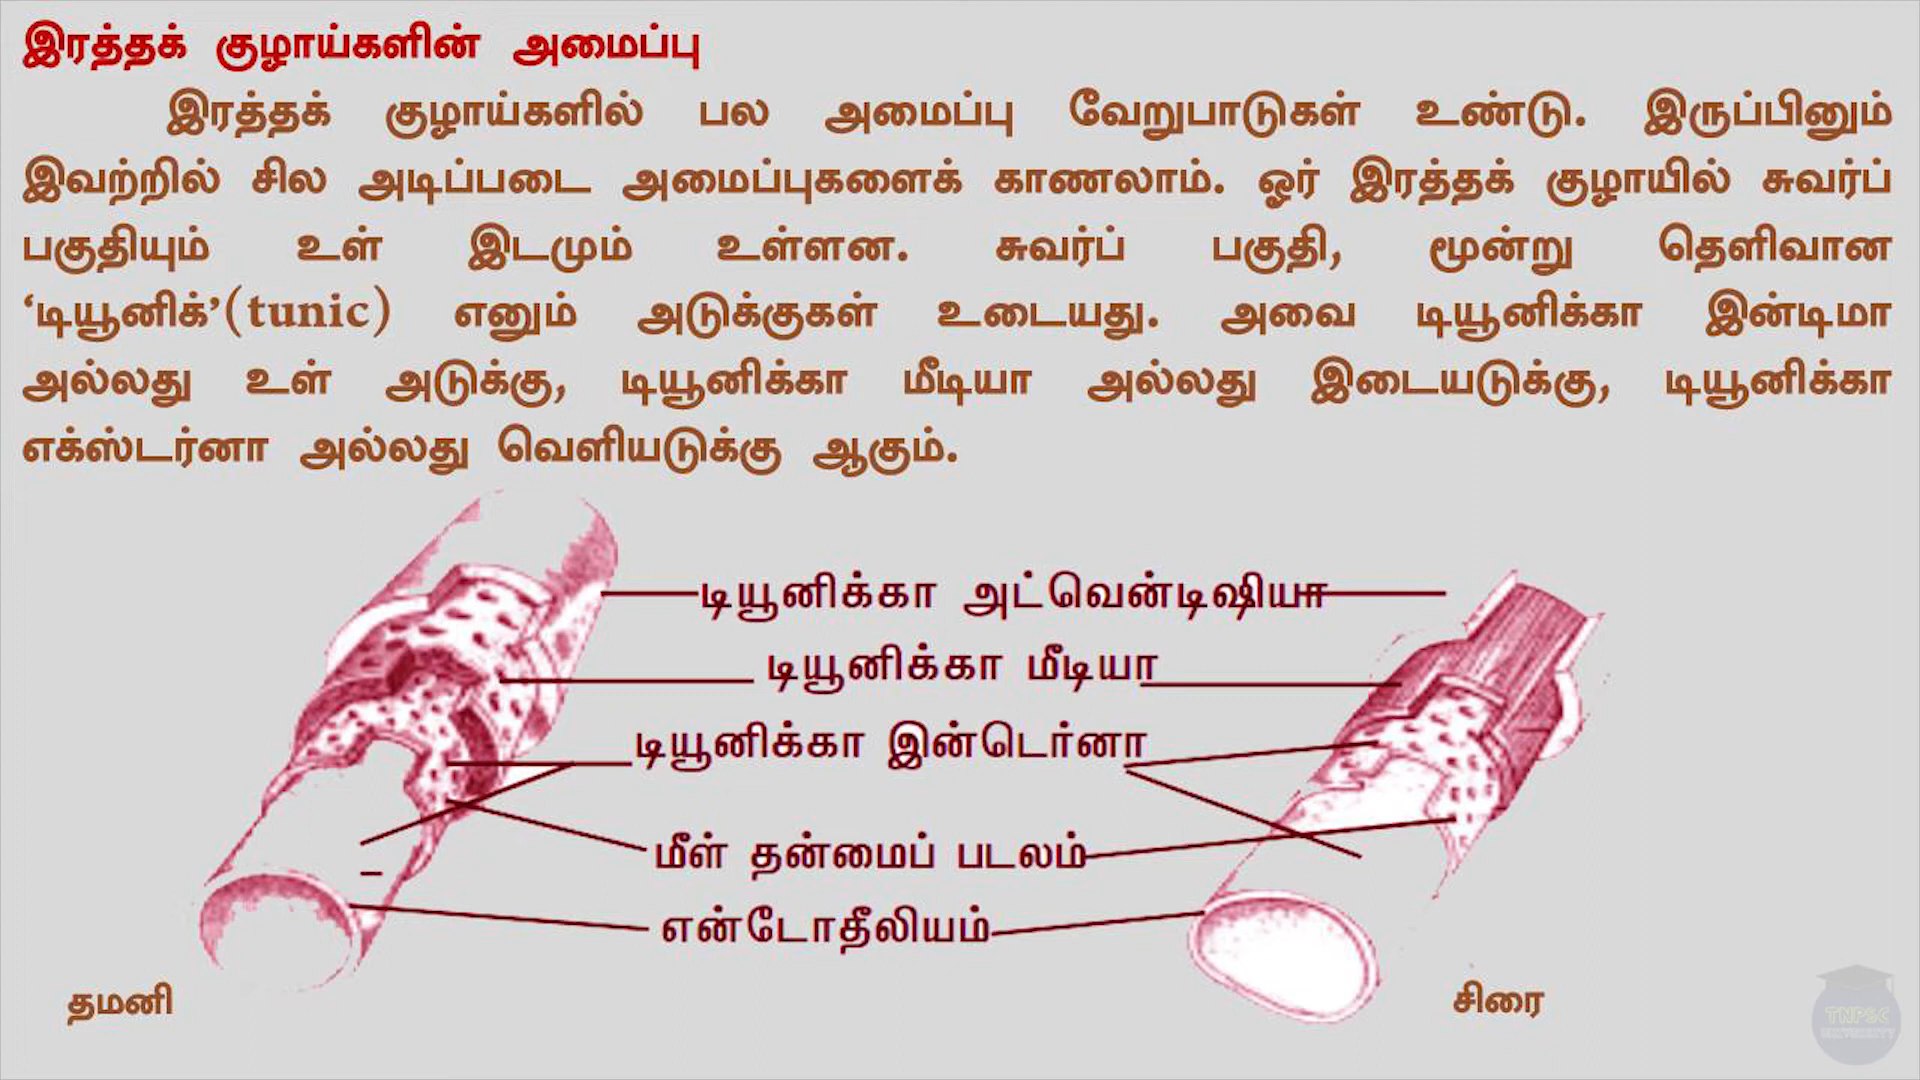 இரத்தக் குழாய்களின் அமைப்பு
இரத்தக் குழாய்களில் பல அமைப்பு வேறுபாடுகள் உண்டு. இருப்பினும்
இவற்றில் சில அடிப்படை அமைப்புகளைக் காணலாம். ஓர் இரத்தக் குழாயில் சுவர்ப்
பகுதியும் உள் இடமும் உள்ளன. சுவர்ப் பகுதி, மூன்று தெளிவான
‘டியூனிக்’(tunic) எனும் அடுக்குகள் உடையது. அவை டியூனிக்கா இன்டிமா
அல்லது உள் அடுக்கு, டியூனிக்கா மீடியா அல்லது இடையடுக்கு, டியூனிக்கா
எக்ஸ்டர்னா அல்லது வெளியடுக்கு ஆகும்.
டியூனிக்கா அட்வென்டிஷியா
டியூனிக்கா மீடியா
டியூனிக்கா இன்டெர்னா
மீள் தன்மைப் படலம்
என்டோதீலியம்
தமனி
சிரை
TNPSC
UNIVERSITY